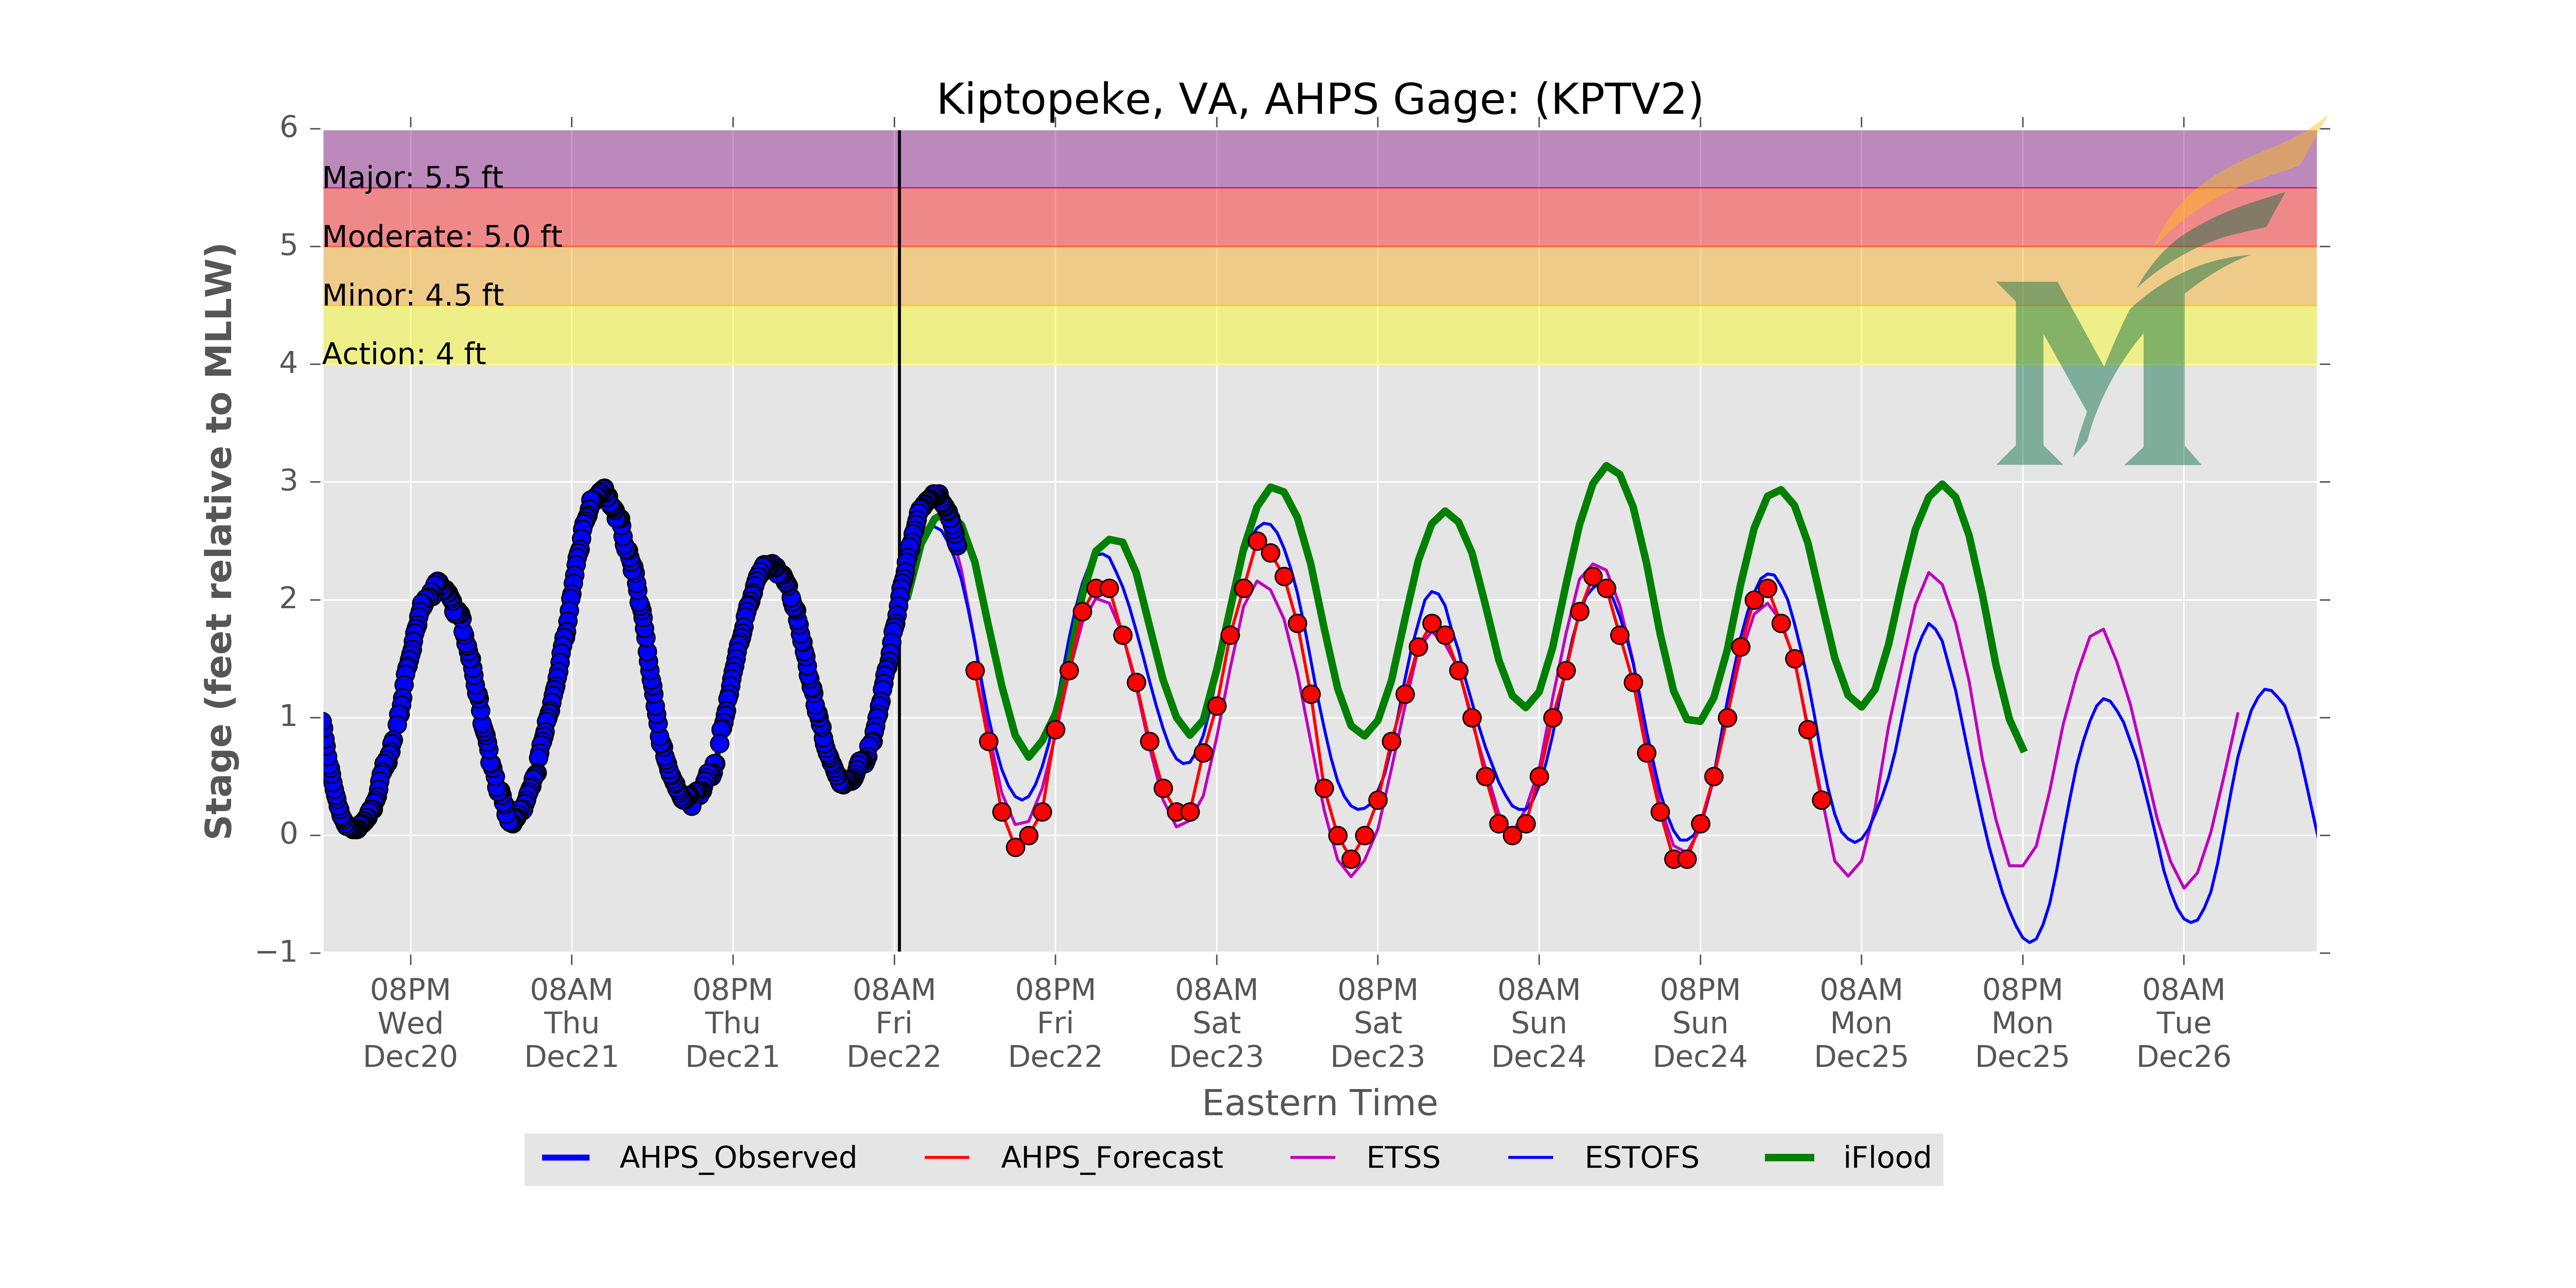 Kiptopeke, VA, AHPS Gage: (KPTV2)
Stage (feet relative to MLLW)
6
5
4
3
2
1
0
−1
Major: 5.5 ft
Moderate: 5.0 ft
Minor: 4.5 ft
Action: 4 ft
M
08PM Wed Dec20
08AM Thu Dec21
08PM Thu Dec21
08AM Fri Dec22
08PM Fri Dec22
08AM Sat Dec23
08PM Sat Dec23
08AM Sun Dec24
08PM Sun Dec24
08AM Mon Dec25
08PM Mon Dec25
08AM Tue Dec26
Eastern Time
AHPS_Observed AHPS_Forecast ETSS ESTOFS iFlood